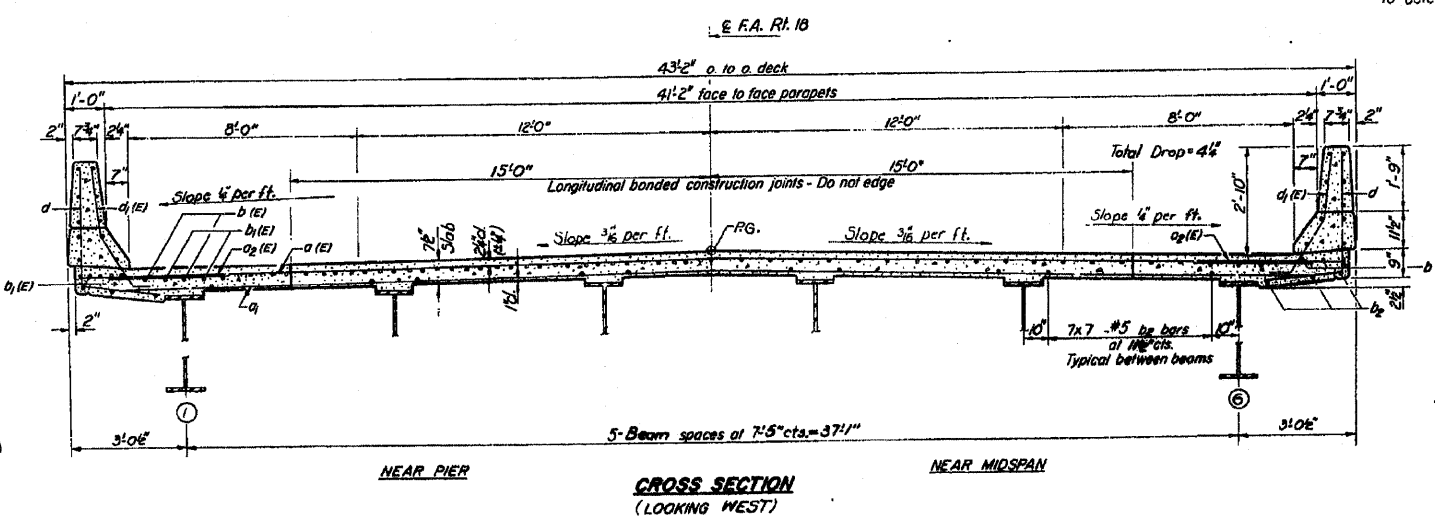 ℄ F.A. Rt. 18
43'-2" o. to o. deck
1'-0"
41'-2" face to face parapets
1'-0"
2"
7¾"
2¼"
8'-0"
12'-0"
12'-0"
8'-0"
2¼"
7¾"
2"
7"
15'-0"
15'-0"
Total Drop = 4¼"
7"
Longitudinal bonded construction joints - Do not edge
Slope ¼" per ft.
2'-10"
1'-9"
d
d₁(E)
d₁(E)
d
b(E)
b₁(E)
a₂(E)
a(E)
7½"
Slab
Slope 3/16" per ft.
P.G.
Slope 3/16" per ft.
Slope ¼" per ft.
a₂(E)
11½"
9"
b₁(E)
a₁
b
2½"
b₂
2"
10"
7x7 - #5 b₂ bars
at cts.
Typical between beams
10"
1
6
3'-0½"
5-Beam spaces at 7'-5" cts. = 37'-1"
3'-0½"
NEAR PIER
NEAR MIDSPAN
CROSS SECTION
(LOOKING WEST)